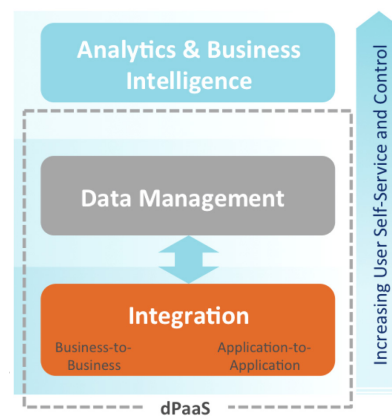 Analytics & Business
Intelligence
Data Management
Integration
Business-to-
Business
Application-to-
Application
dPaaS
Increasing User Self-Service and Control